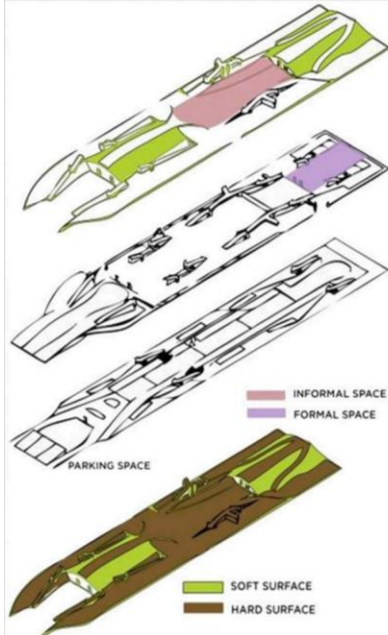 INFORMAL SPACE
FORMAL SPACE
PARKING SPACE
SOFT SURFACE
HARD SURFACE